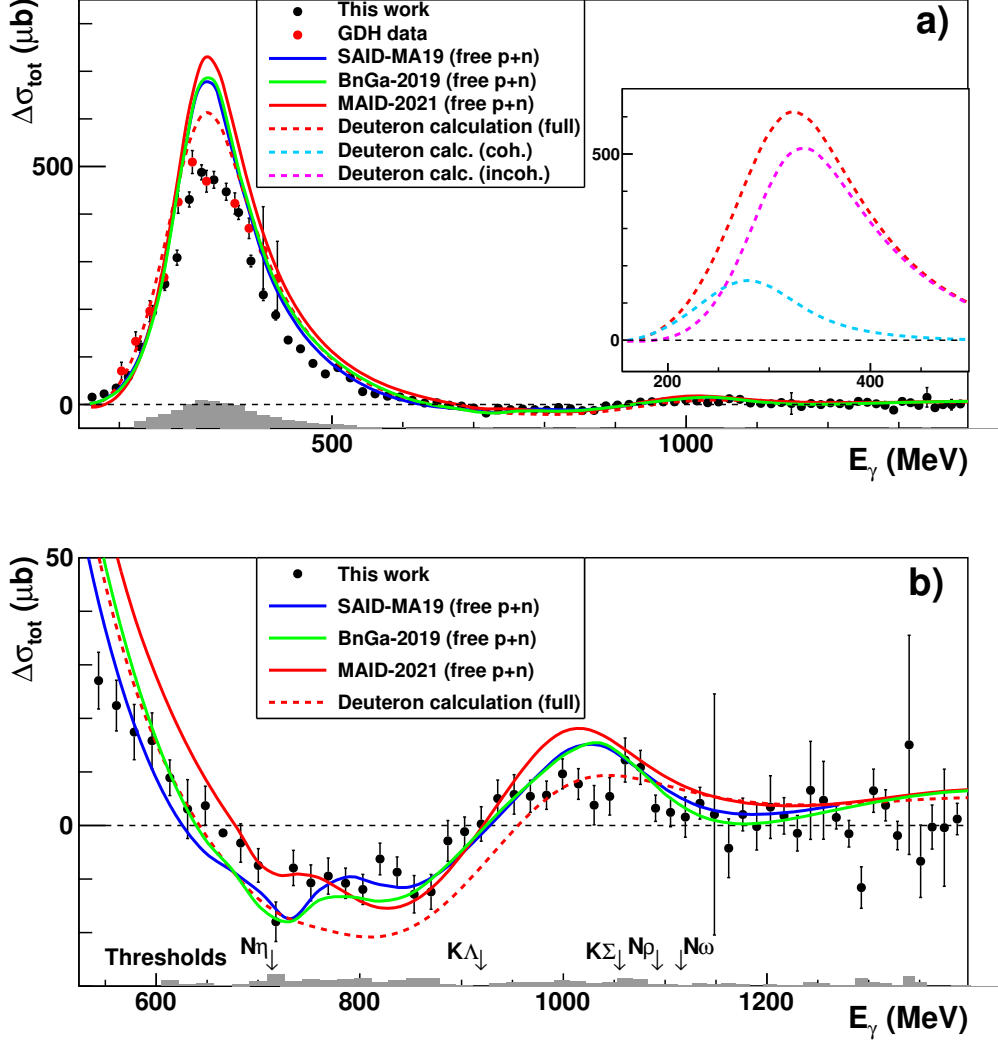 This work
GDH data
SAID-MA19 (free p+n)
BnGa-2019 (free p+n)
MAID-2021 (free p+n)
Deuteron calculation (full)
Deuteron calc. (coh.)
Deuteron calc. (incoh.)
a)
Δσtot (μb)
500
0
500
0
200
400
500
1000
Eγ (MeV)
50
This work
SAID-MA19 (free p+n)
BnGa-2019 (free p+n)
MAID-2021 (free p+n)
Deuteron calculation (full)
b)
Δσtot (μb)
0
Thresholds Nη↓ KΛ↓ KΣ↓ Nρ↓ ↓Nω
600 800 1000 1200
Eγ (MeV)